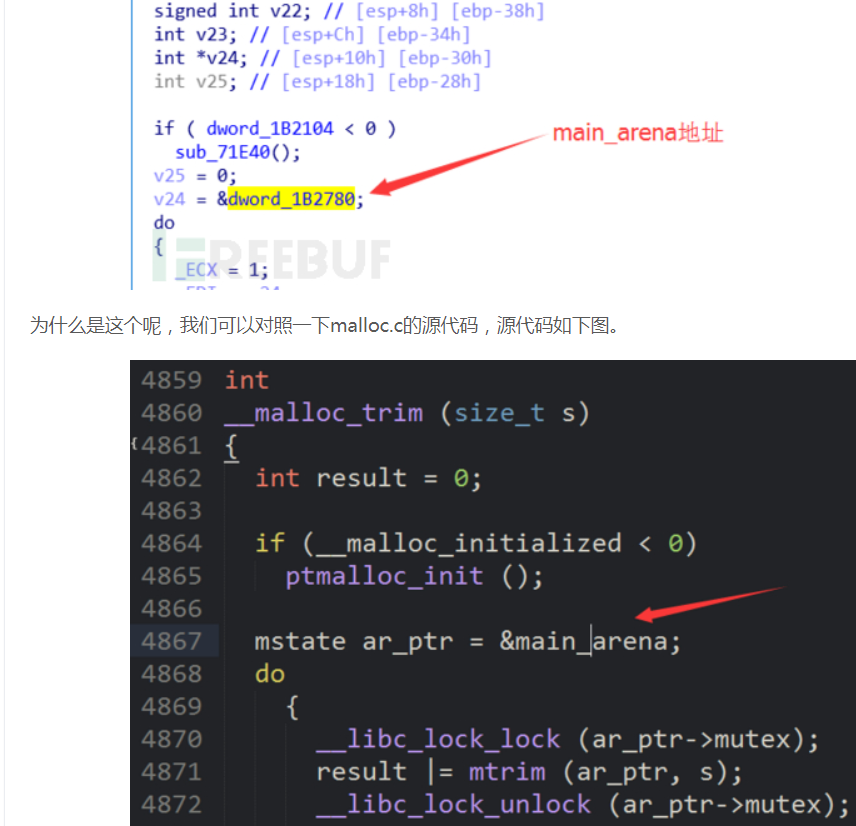 signed int v22; // [esp+8h] [ebp-38h]
int v23; // [esp+Ch] [ebp-34h]
int *v24; // [esp+10h] [ebp-30h]
int v25; // [esp+18h] [ebp-28h]
if ( dword_1B2104 < 0 )
sub_71E40();
v25 = 0;
v24 = &dword_1B2780;
main_arena地址
do
{
_ECX = 1;
REEBUF
为什么是这个呢，我们可以对照一下malloc.c的源代码，源代码如下图。
4859 int
4860 __malloc_trim (size_t s)
4861 {
4862 int result = 0;
4863
4864 if (__malloc_initialized < 0)
4865 ptmalloc_init ();
4866
4867 mstate ar_ptr = &main_arena;
4868 do
4869 {
4870 __libc_lock_lock (ar_ptr->mutex);
4871 result |= mtrim (ar_ptr, s);
4872 __libc_lock_unlock (ar_ptr->mutex);